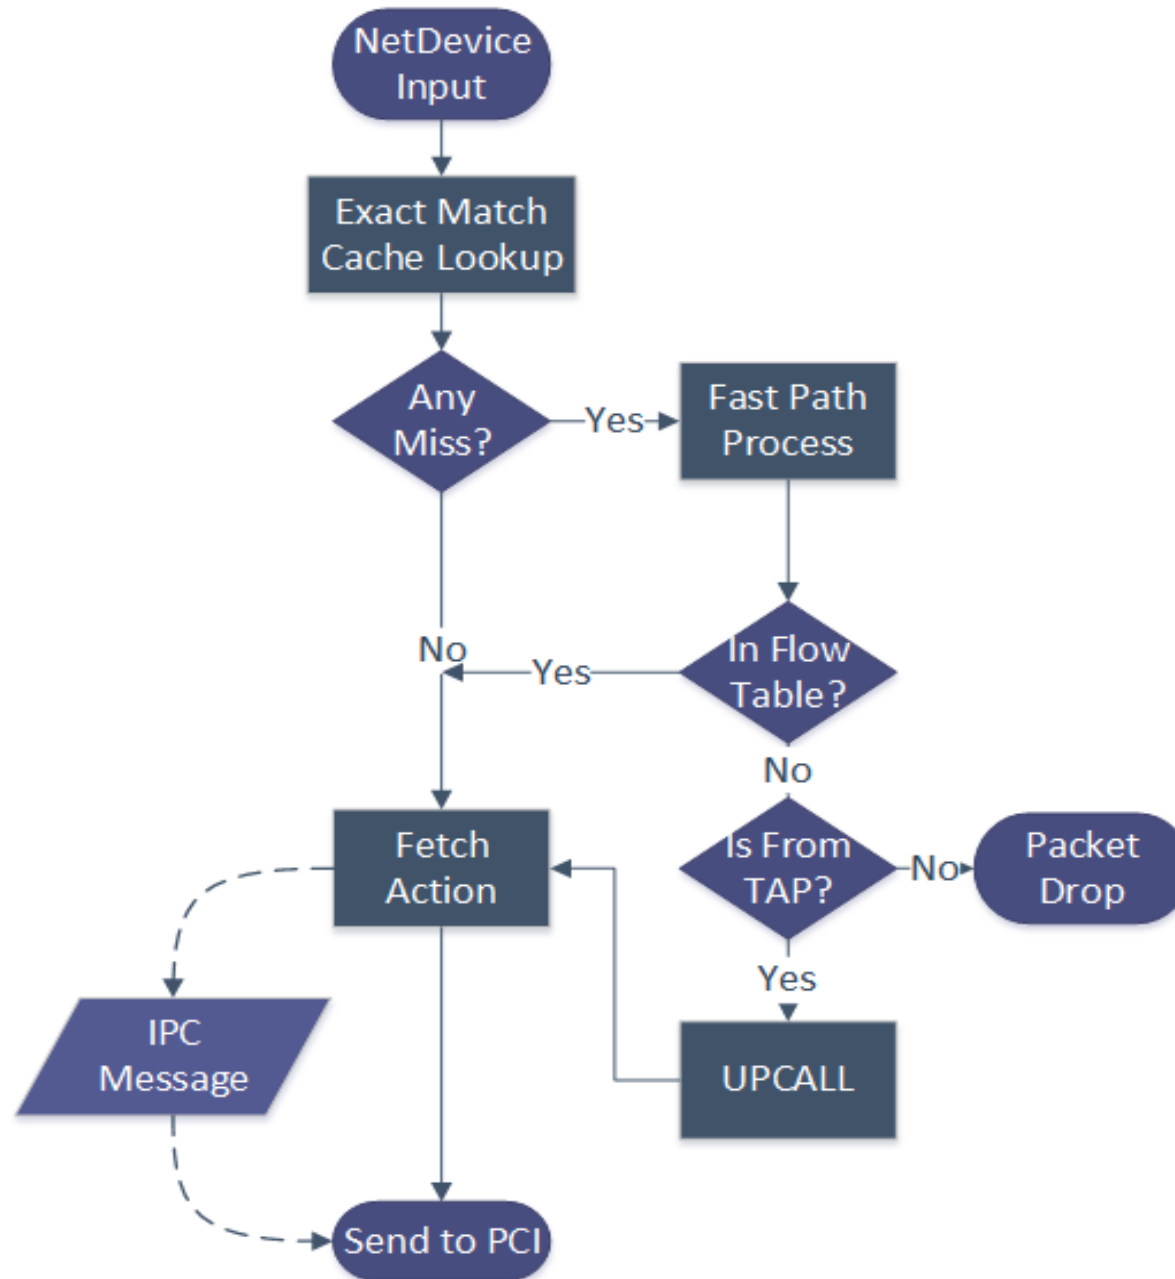 NetDevice
Input
Exact Match
Cache Lookup
Any
Miss?
Yes
Fast Path
Process
No
Yes
In Flow
Table?
No
Fetch
Action
Is From
TAP?
No
Packet
Drop
Yes
IPC
Message
UPCALL
Send to PCI